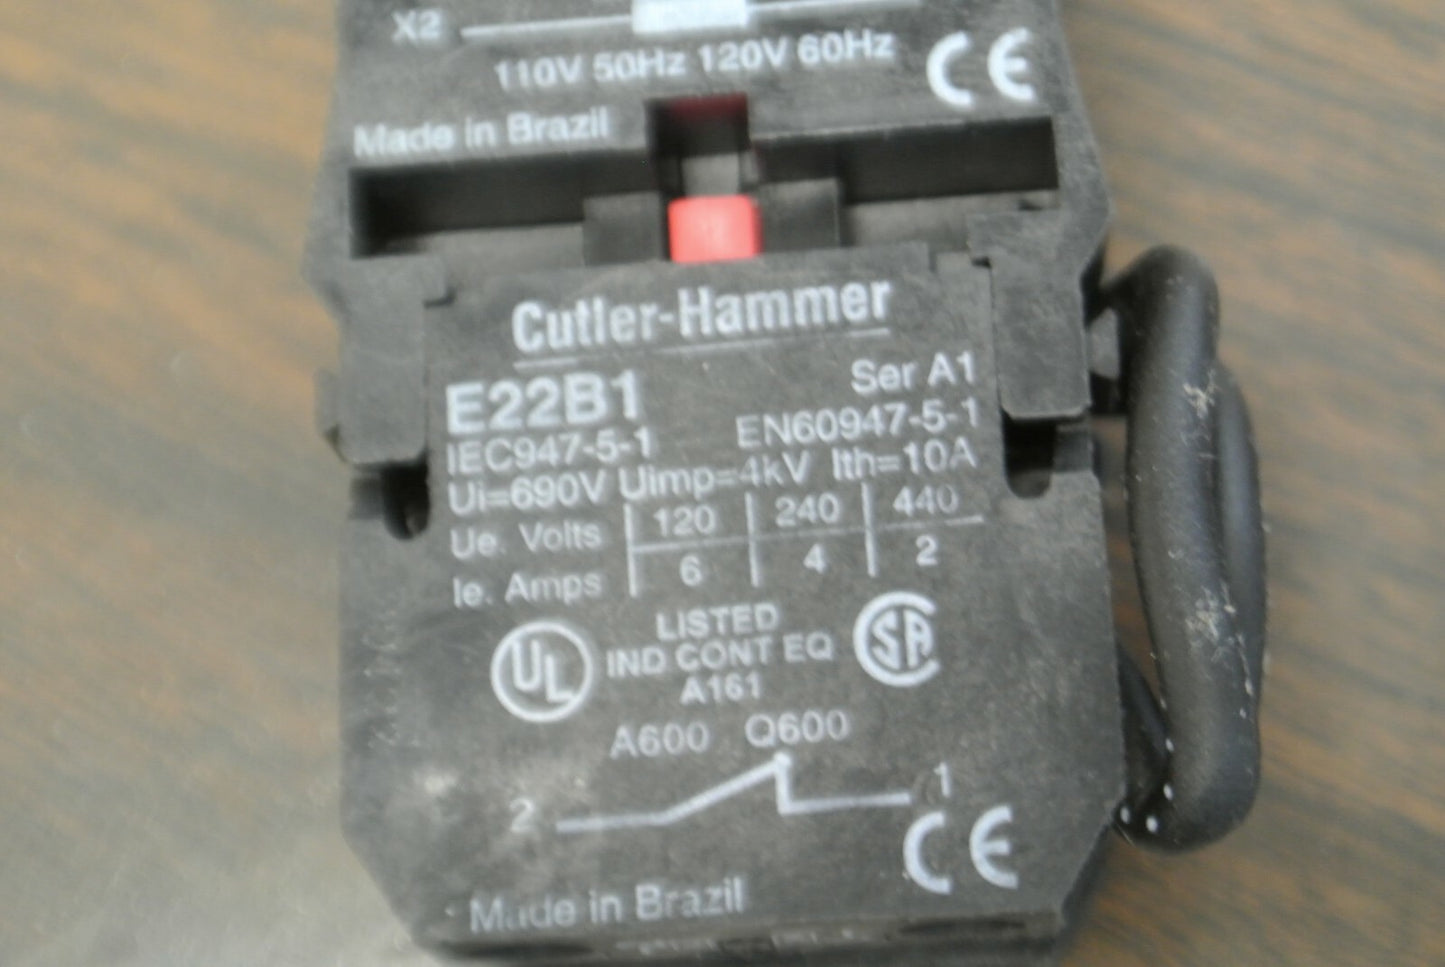 X2
110V 50Hz 120V 60Hz
CE
Made in Brazil
Cutler-Hammer
E22B1
Ser A1
IEC947-5-1
EN60947-5-1
Ui=690V Uimp=4kV Ith=10A
Ue. Volts 120 240 440
Ie. Amps 6 4 2
UL
LISTED
IND CONT EQ
A161
SA
A600 Q600
2
1
CE
Made in Brazil